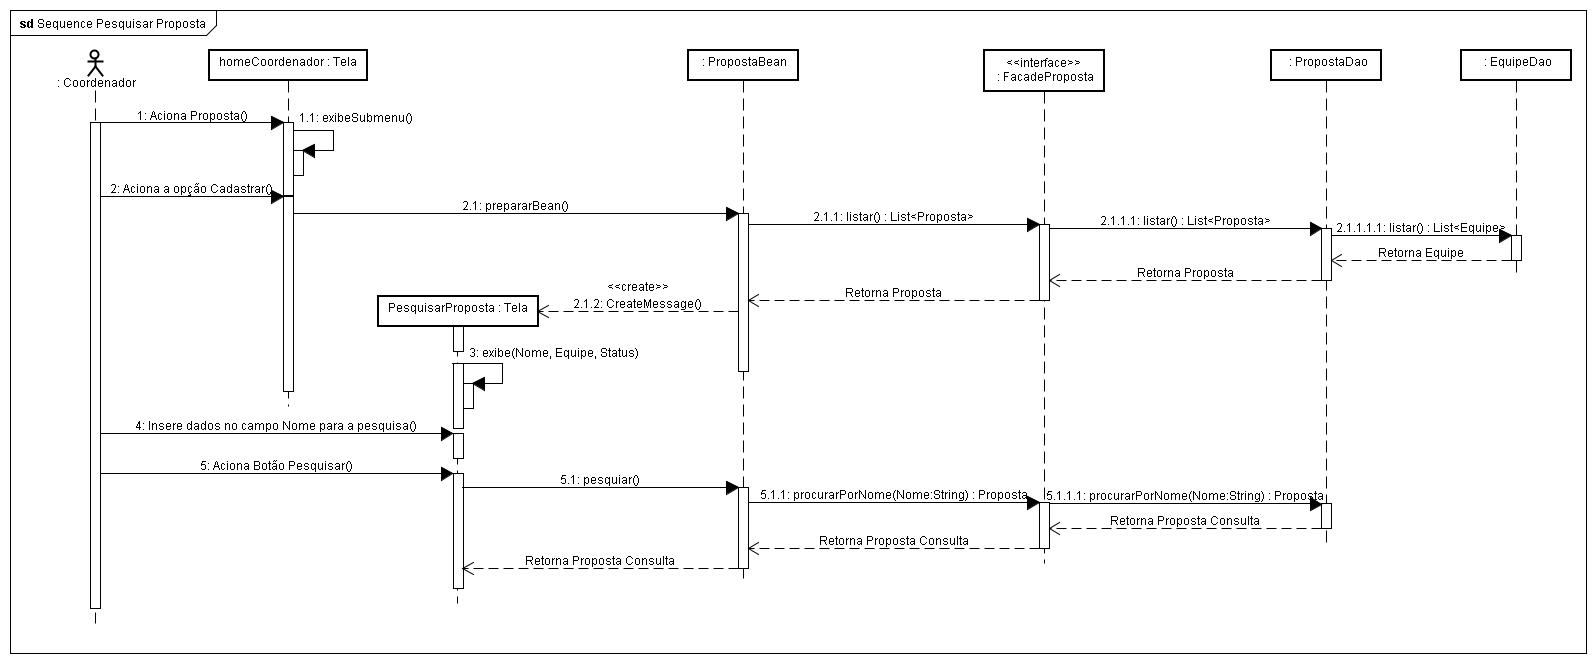 sd Sequence Pesquisar Proposta
: Coordenador
homeCoordenador : Tela
: PropostaBean
<<interface>>
: FacadeProposta
: PropostaDao
: EquipeDao
1: Aciona Proposta()
1.1: exibeSubmenu()
2: Aciona a opção Cadastrar()
2.1: prepararBean()
2.1.1: listar() : List<Proposta>
2.1.1.1: listar() : List<Proposta>
2.1.1.1.1: listar() : List<Equipe>
Retorna Equipe
Retorna Proposta
Retorna Proposta
<<create>>
2.1.2: CreateMessage()
PesquisarProposta : Tela
3: exibe(Nome, Equipe, Status)
4: Insere dados no campo Nome para a pesquisa()
5: Aciona Botão Pesquisar()
5.1: pesquiar()
5.1.1: procurarPorNome(Nome:String) : Proposta
5.1.1.1: procurarPorNome(Nome:String) : Proposta
Retorna Proposta Consulta
Retorna Proposta Consulta
Retorna Proposta Consulta